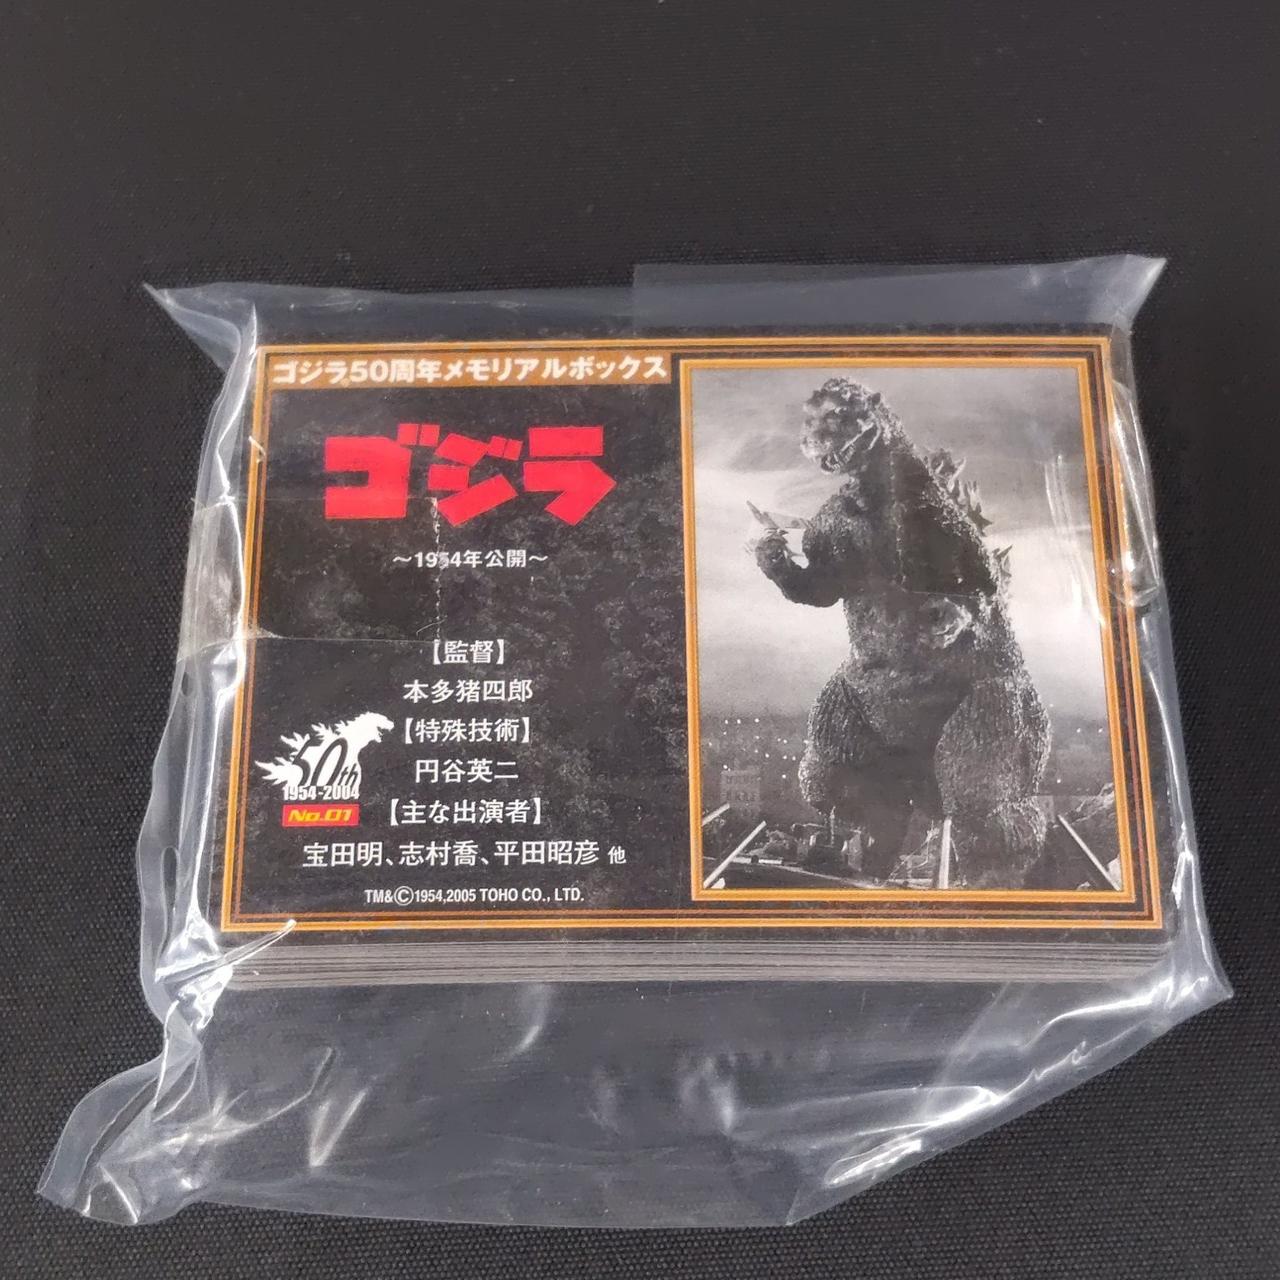 ゴジラ50周年メモリアルボックス
ゴジラ
〜1954年公開〜
【監督】
本多猪四郎
【特殊技術】
円谷英二
【主な出演者】
宝田明、志村喬、平田昭彦 他
50th
1954-2004
No.01
TM&©1954,2005 TOHO CO., LTD.